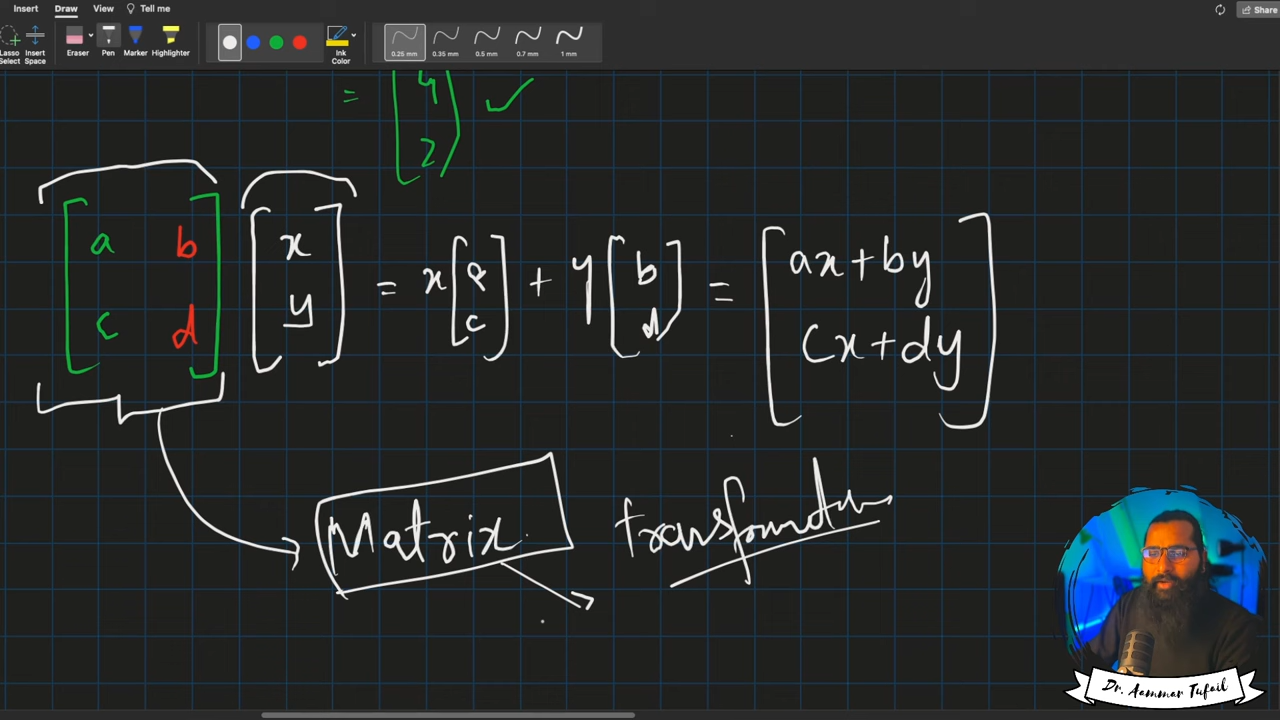 Insert Draw View Tell me
Share
Lasso Select
Insert Space
Eraser
Pen
Marker
Highlighter
Ink Color
0.25 mm
0.35 mm
0.5 mm
0.7 mm
1 mm
= [4 2] ✓
[a b c d] [x y] = x [a c] + y [b d] = [ax+by cx+dy]
Matrix transformation
Dr. Aammar Tufail